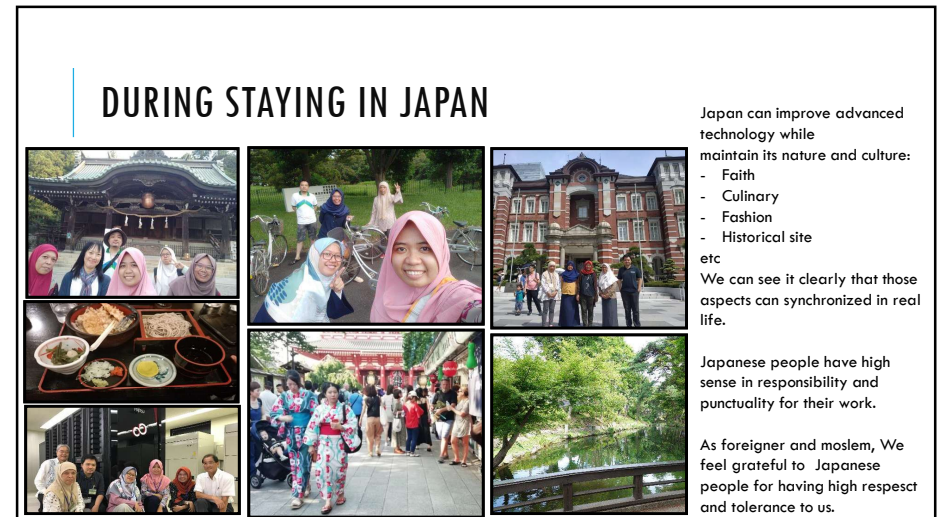 DURING STAYING IN JAPAN
Japan can improve advanced
technology while
maintain its nature and culture:
- Faith
- Culinary
- Fashion
- Historical site
etc
We can see it clearly that those
aspects can synchronized in real
life.
Japanese people have high
sense in responsibility and
punctuality for their work.
As foreigner and moslem, We
feel grateful to Japanese
people for having high respesct
and tolerance to us.